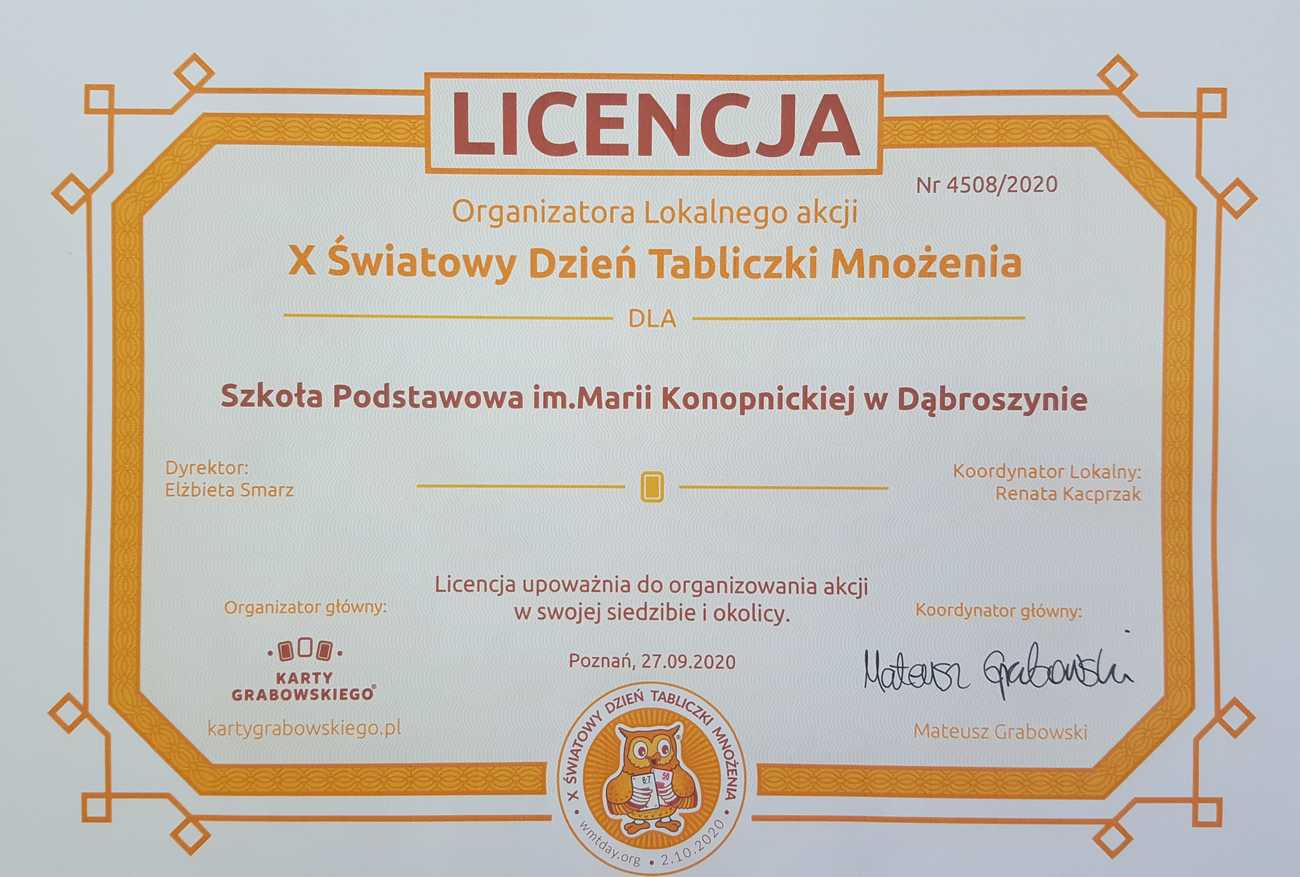 LICENCJA
Nr 4508/2020
Organizatora Lokalnego akcji
X Światowy Dzień Tabliczki Mnożenia
DLA
Szkoła Podstawowa im.Marii Konopnickiej w Dąbroszynie
Dyrektor:
Elżbieta Smarz
Koordynator Lokalny:
Renata Kacprzak
Licencja upoważnia do organizowania akcji
w swojej siedzibie i okolicy.
Organizator główny:
KARTY
GRABOWSKIEGO®
kartygrabowskiego.pl
Poznań, 27.09.2020
Koordynator główny:
Mateusz Grabowski
Mateusz Grabowski
X ŚWIATOWY DZIEŃ TABLICZKI MNOŻENIA
wmtday.org • 2.10.2020